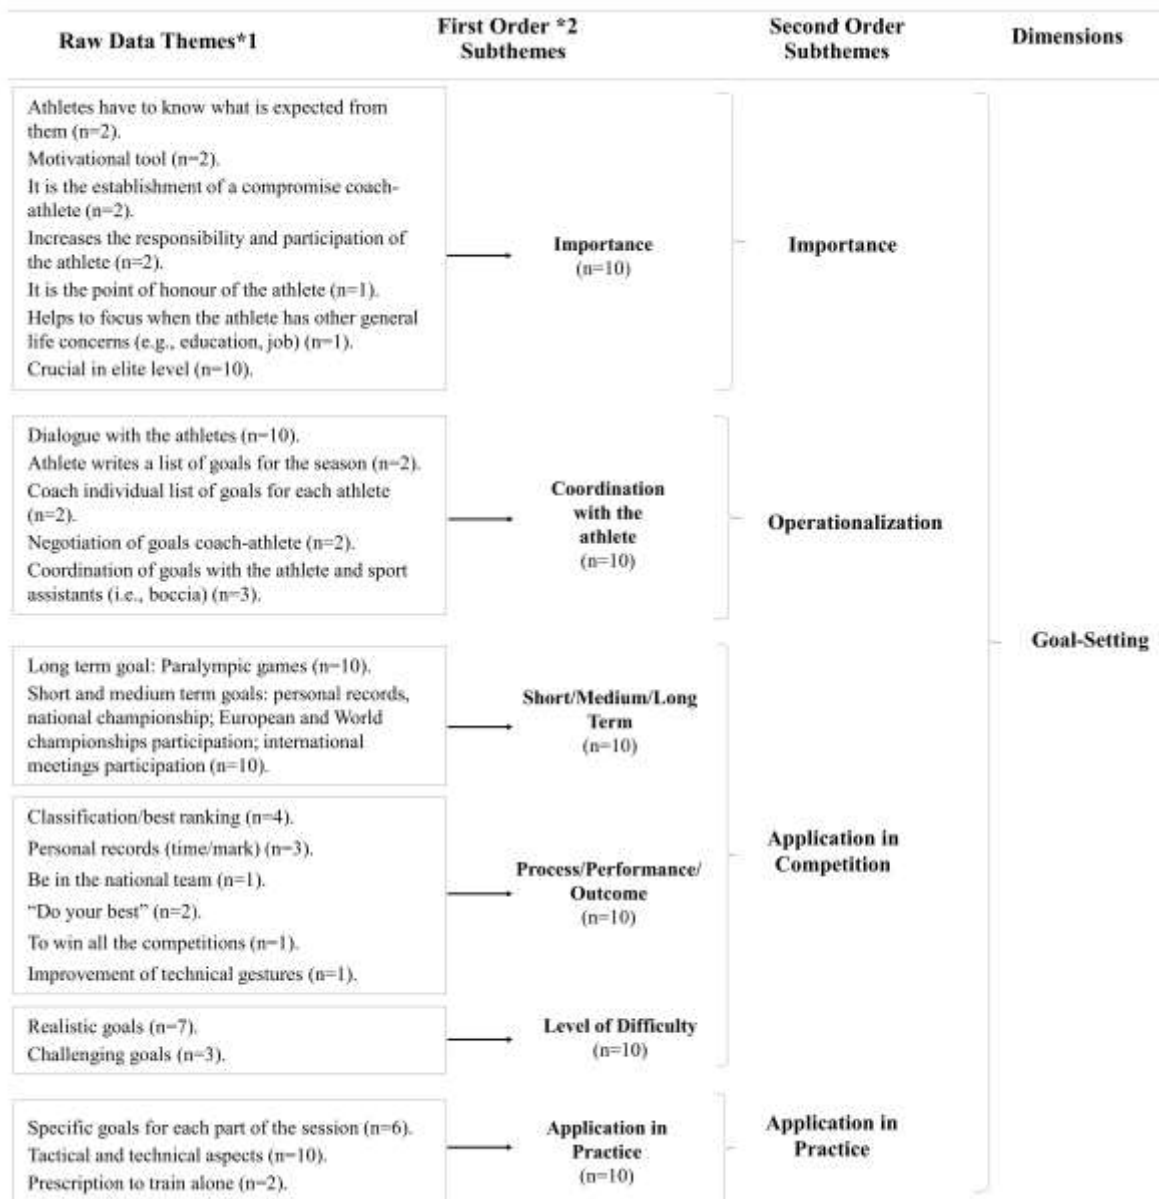 Raw Data Themes*1
First Order *2
Subthemes
Second Order
Subthemes
Dimensions
Athletes have to know what is expected from
them (n=2).
Motivational tool (n=2).
It is the establishment of a compromise coach-
athlete (n=2).
Increases the responsibility and participation of
the athlete (n=2).
It is the point of honour of the athlete (n=1).
Helps to focus when the athlete has other general
life concerns (e.g., education, job) (n=1).
Crucial in elite level (n=10).
Importance
(n=10)
Importance
Dialogue with the athletes (n=10).
Athlete writes a list of goals for the season (n=2).
Coach individual list of goals for each athlete
(n=2).
Negotiation of goals coach-athlete (n=2).
Coordination of goals with the athlete and sport
assistants (i.e., boccia) (n=3).
Coordination
with the
athlete
(n=10)
Operationalization
Goal-Setting
Long term goal: Paralympic games (n=10).
Short and medium term goals: personal records,
national championship; European and World
championships participation; international
meetings participation (n=10).
Short/Medium/Long
Term
(n=10)
Classification/best ranking (n=4).
Personal records (time/mark) (n=3).
Be in the national team (n=1).
“Do your best” (n=2).
To win all the competitions (n=1).
Improvement of technical gestures (n=1).
Process/Performance/
Outcome
(n=10)
Application in
Competition
Realistic goals (n=7).
Challenging goals (n=3).
Level of Difficulty
(n=10)
Specific goals for each part of the session (n=6).
Tactical and technical aspects (n=10).
Prescription to train alone (n=2).
Application in
Practice
(n=10)
Application in
Practice